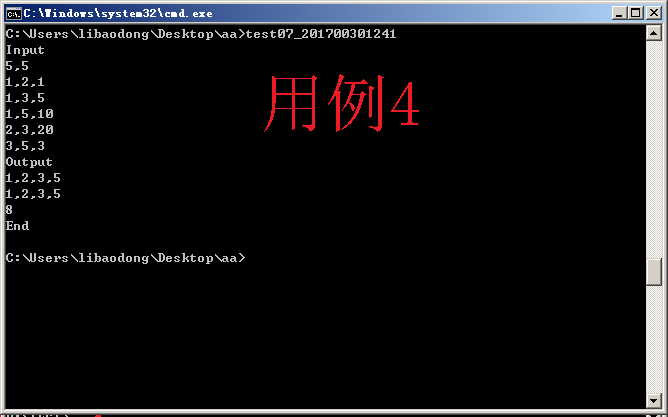 C:\Windows\system32\cmd.exe
C:\Users\libaodong\Desktop\aa>test07_201700301241
Input
5,5
1,2,1
1,3,5
1,5,10
2,3,20
3,5,3
Output
1,2,3,5
1,2,3,5
8
End
C:\Users\libaodong\Desktop\aa>
用例4